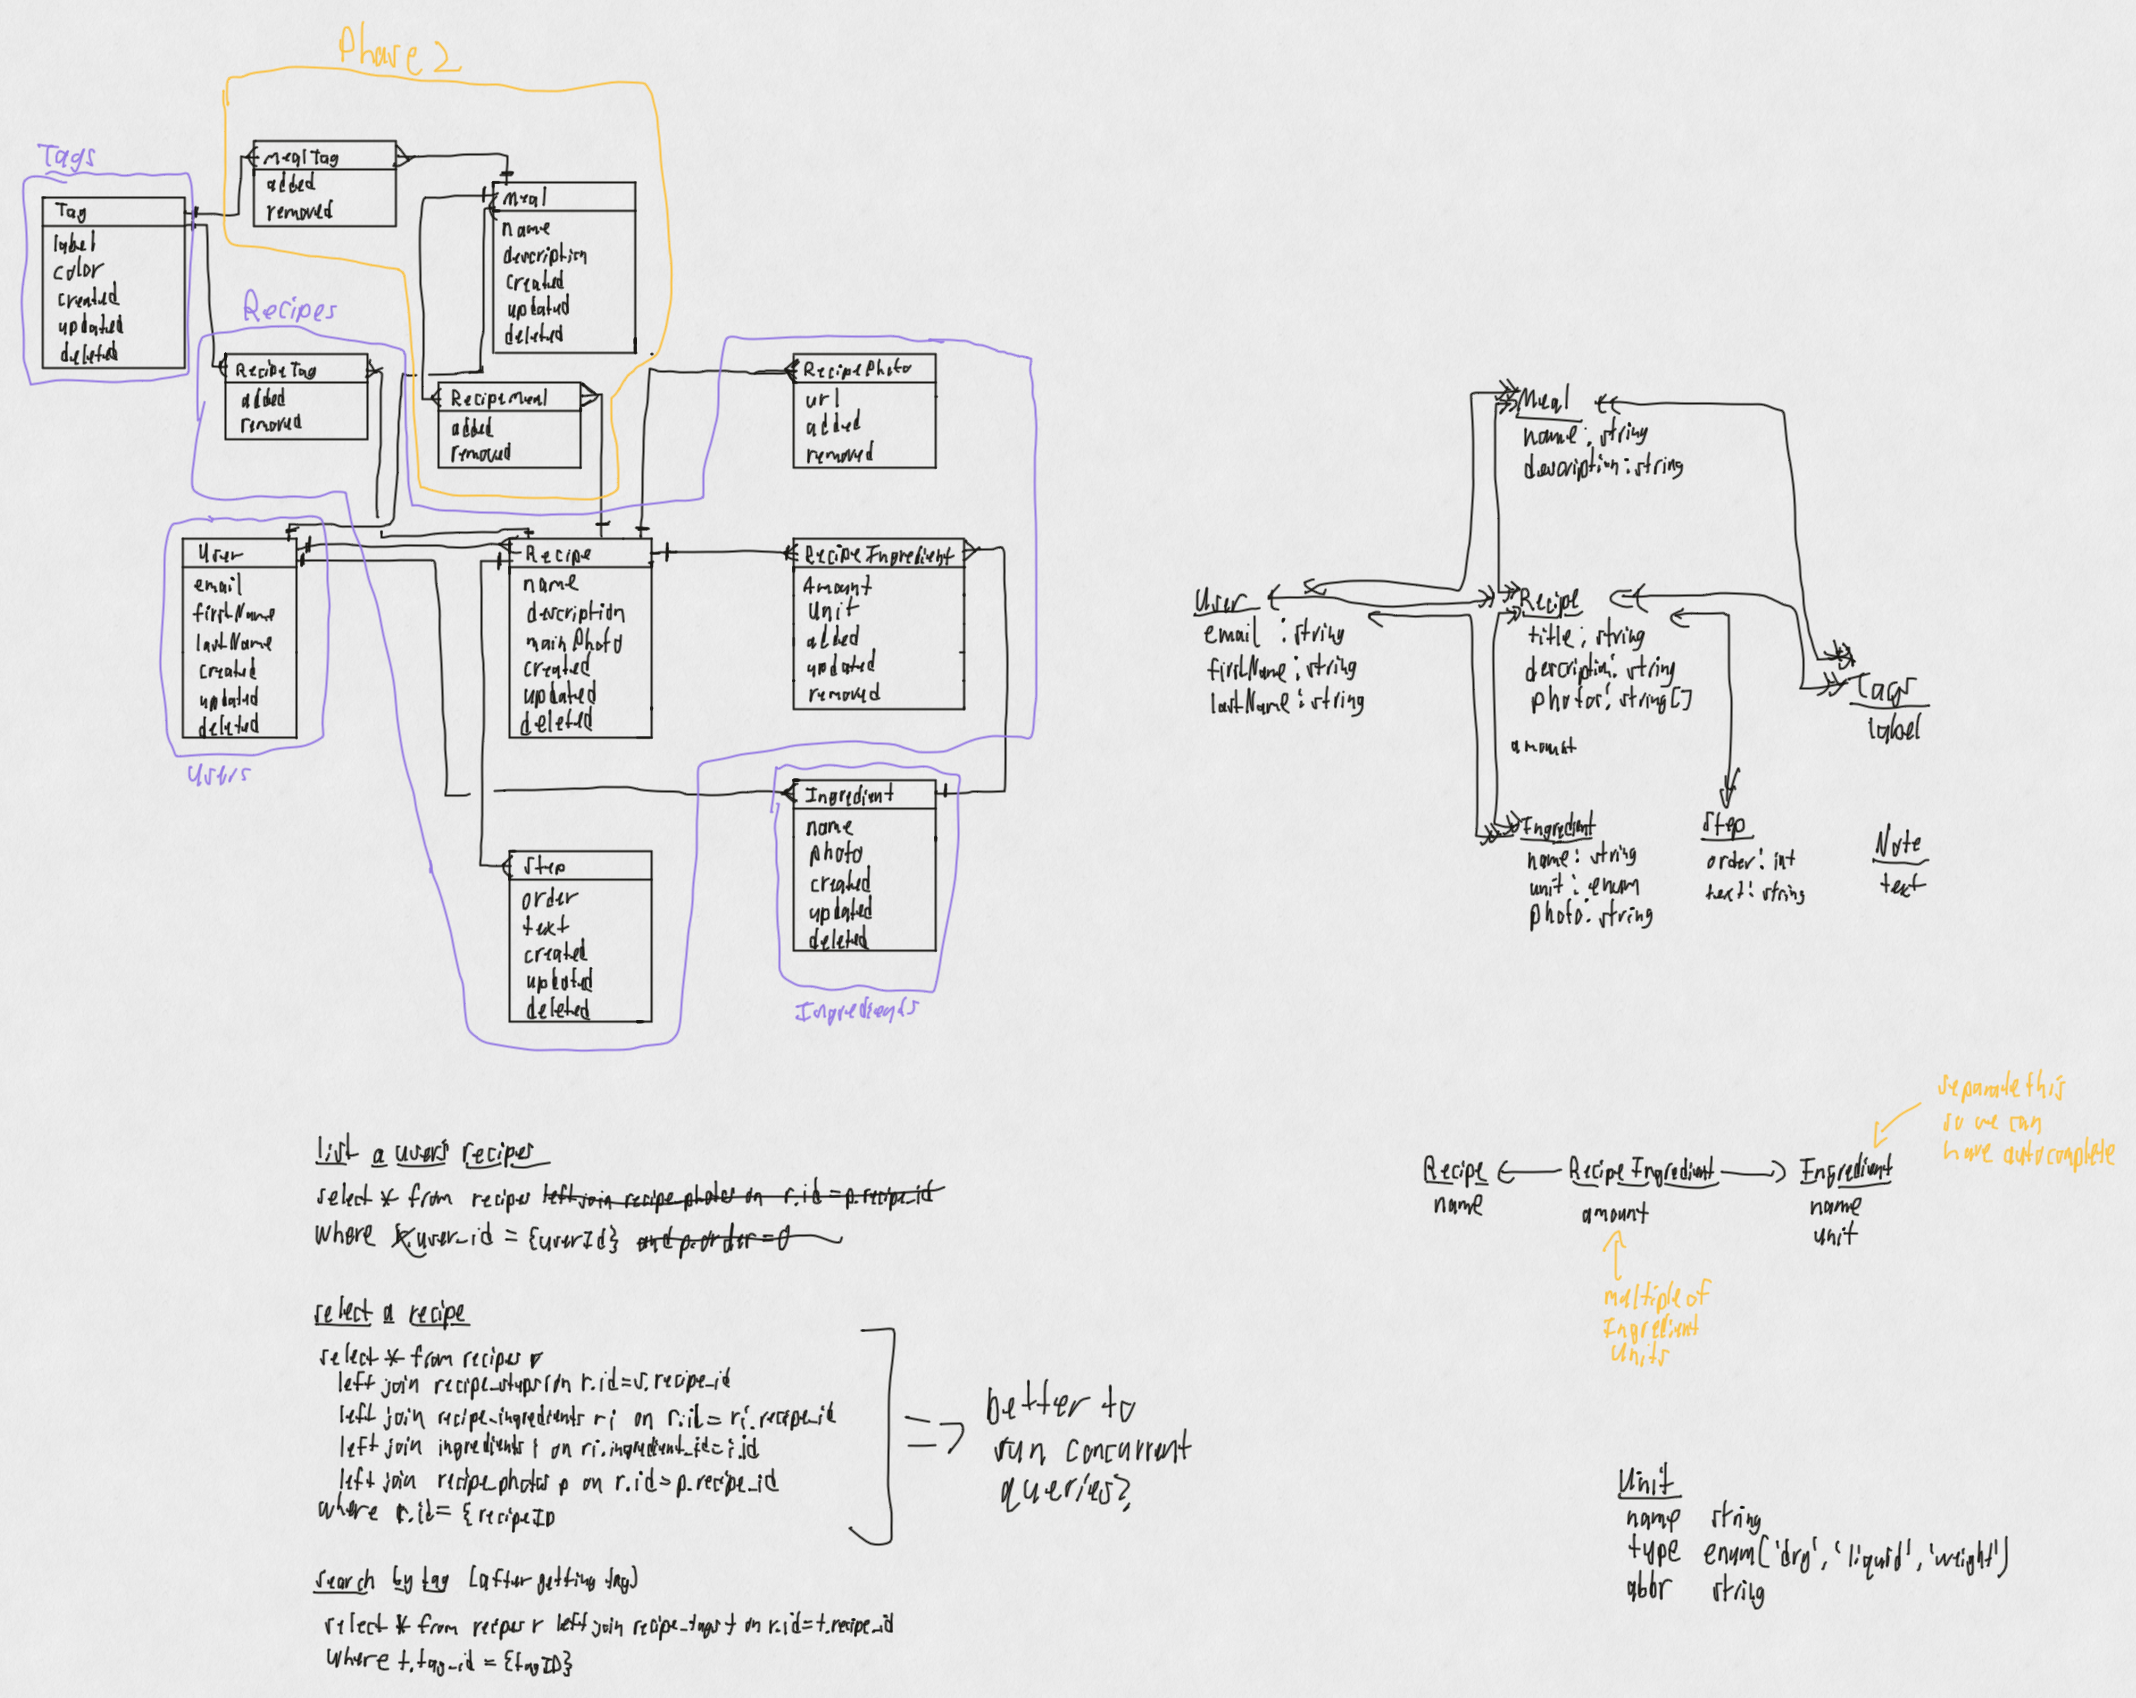 Phase 2
Tags
MealTag
added
removed
Tag
label
color
created
updated
deleted
Meal
name
description
created
updated
deleted
Recipes
RecipeTag
added
removed
RecipeMeal
added
removed
RecipePhoto
url
added
removed
User
email
firstName
lastName
created
updated
deleted
Users
Recipe
name
description
mainPhoto
created
updated
deleted
RecipeIngredient
Amount
Unit
added
updated
removed
Ingredient
name
photo
created
updated
deleted
Ingredients
Step
order
text
created
updated
deleted
Meal
name: string
description: string
User
email : string
firstName: string
lastName: string
Recipe
title: string
description: string
photos: string[]
amount
Tags
label
Ingredient
name: string
unit: enum
photo: string
Step
order: int
text: string
Note
text
list a user's recipes
select * from recipes left join recipe_photos on r.id = p.recipe_id
where r.user_id = {userId} and p.order = 0
select a recipe
select * from recipes r
left join recipe_steps on r.id = s.recipe_id
left join recipe_ingredients ri on r.id = ri.recipe_id
left join ingredients i on ri.ingredient_id = i.id
left join recipe_photos p on r.id = p.recipe_id
where r.id = {recipeID
better to
run concurrent
queries?
search by tag (after getting tag)
select * from recipes r left join recipe_tags t on r.id = t.recipe_id
where t.tag_id = {tagID}
separate this
so we can
have autocomplete
Recipe
name
RecipeIngredient
amount
Ingredient
name
unit
multiple of
Ingredient
Units
Unit
name string
type enum('dry', 'liquid', 'weight')
abbr string